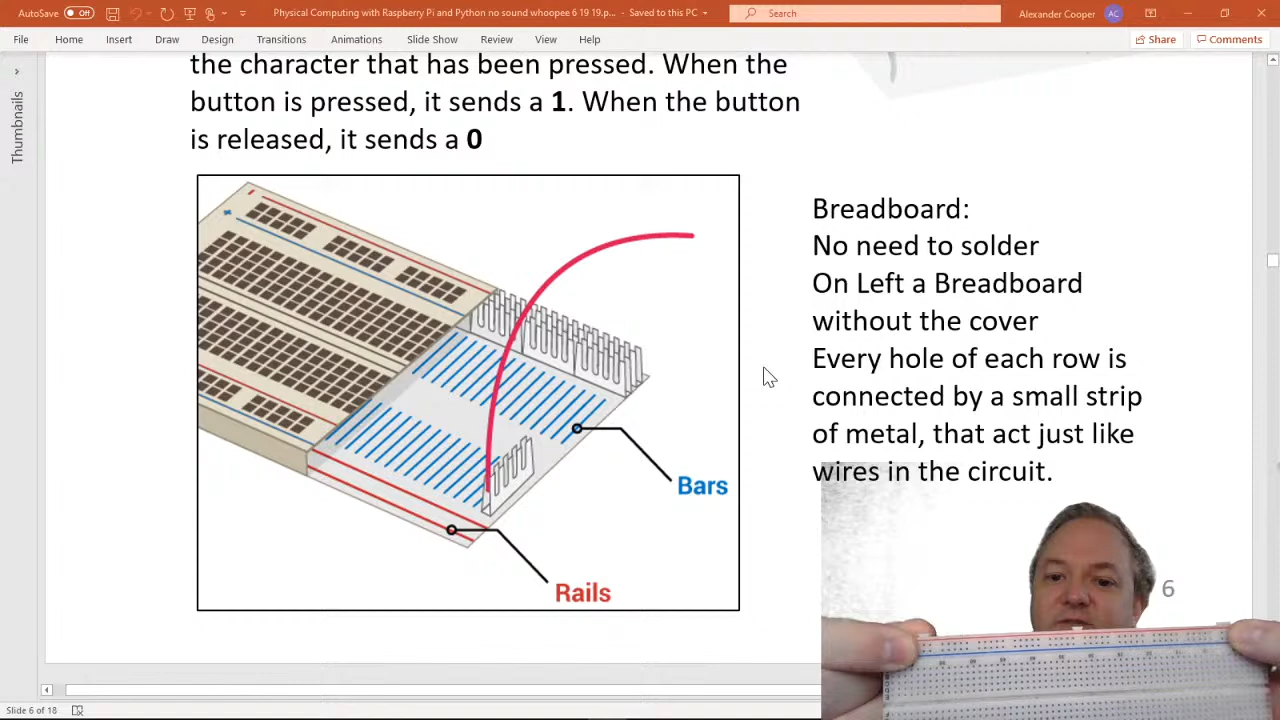 AutoSave Off Physical Computing with Raspberry Pi and Python no sound whoopee 6 19 19.p... - Saved to this PC Search Alexander Cooper AC
File Home Insert Draw Design Transitions Animations Slide Show Review View Help Share Comments
Thumbnails
the character that has been pressed. When the
button is pressed, it sends a 1. When the button
is released, it sends a 0
Bars
Rails
Breadboard:
No need to solder
On Left a Breadboard
without the cover
Every hole of each row is
connected by a small strip
of metal, that act just like
wires in the circuit.
6
Slide 6 of 18